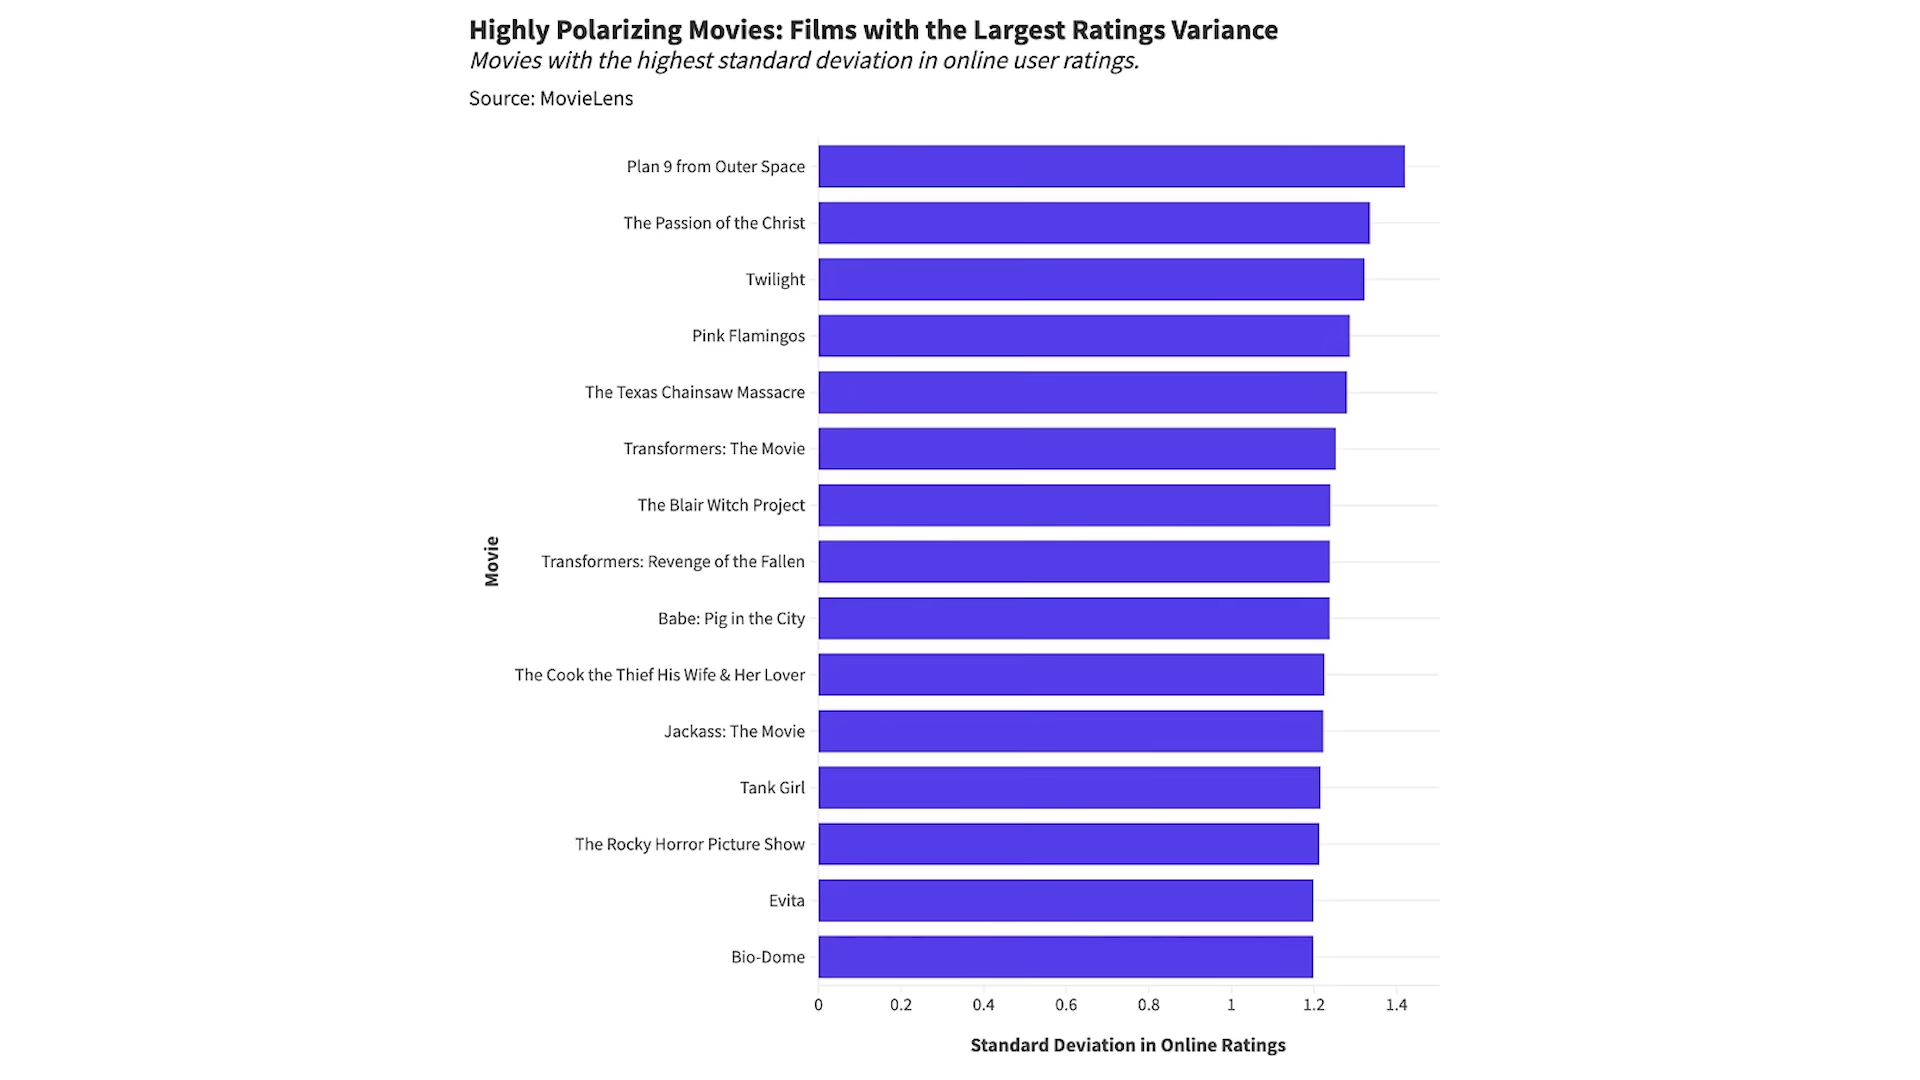 Highly Polarizing Movies: Films with the Largest Ratings Variance
Movies with the highest standard deviation in online user ratings.
Source: MovieLens
Plan 9 from Outer Space
The Passion of the Christ
Twilight
Pink Flamingos
The Texas Chainsaw Massacre
Transformers: The Movie
The Blair Witch Project
Movie
Transformers: Revenge of the Fallen
Babe: Pig in the City
The Cook the Thief His Wife & Her Lover
Jackass: The Movie
Tank Girl
The Rocky Horror Picture Show
Evita
Bio-Dome
0 0.2 0.4 0.6 0.8 1 1.2 1.4
Standard Deviation in Online Ratings